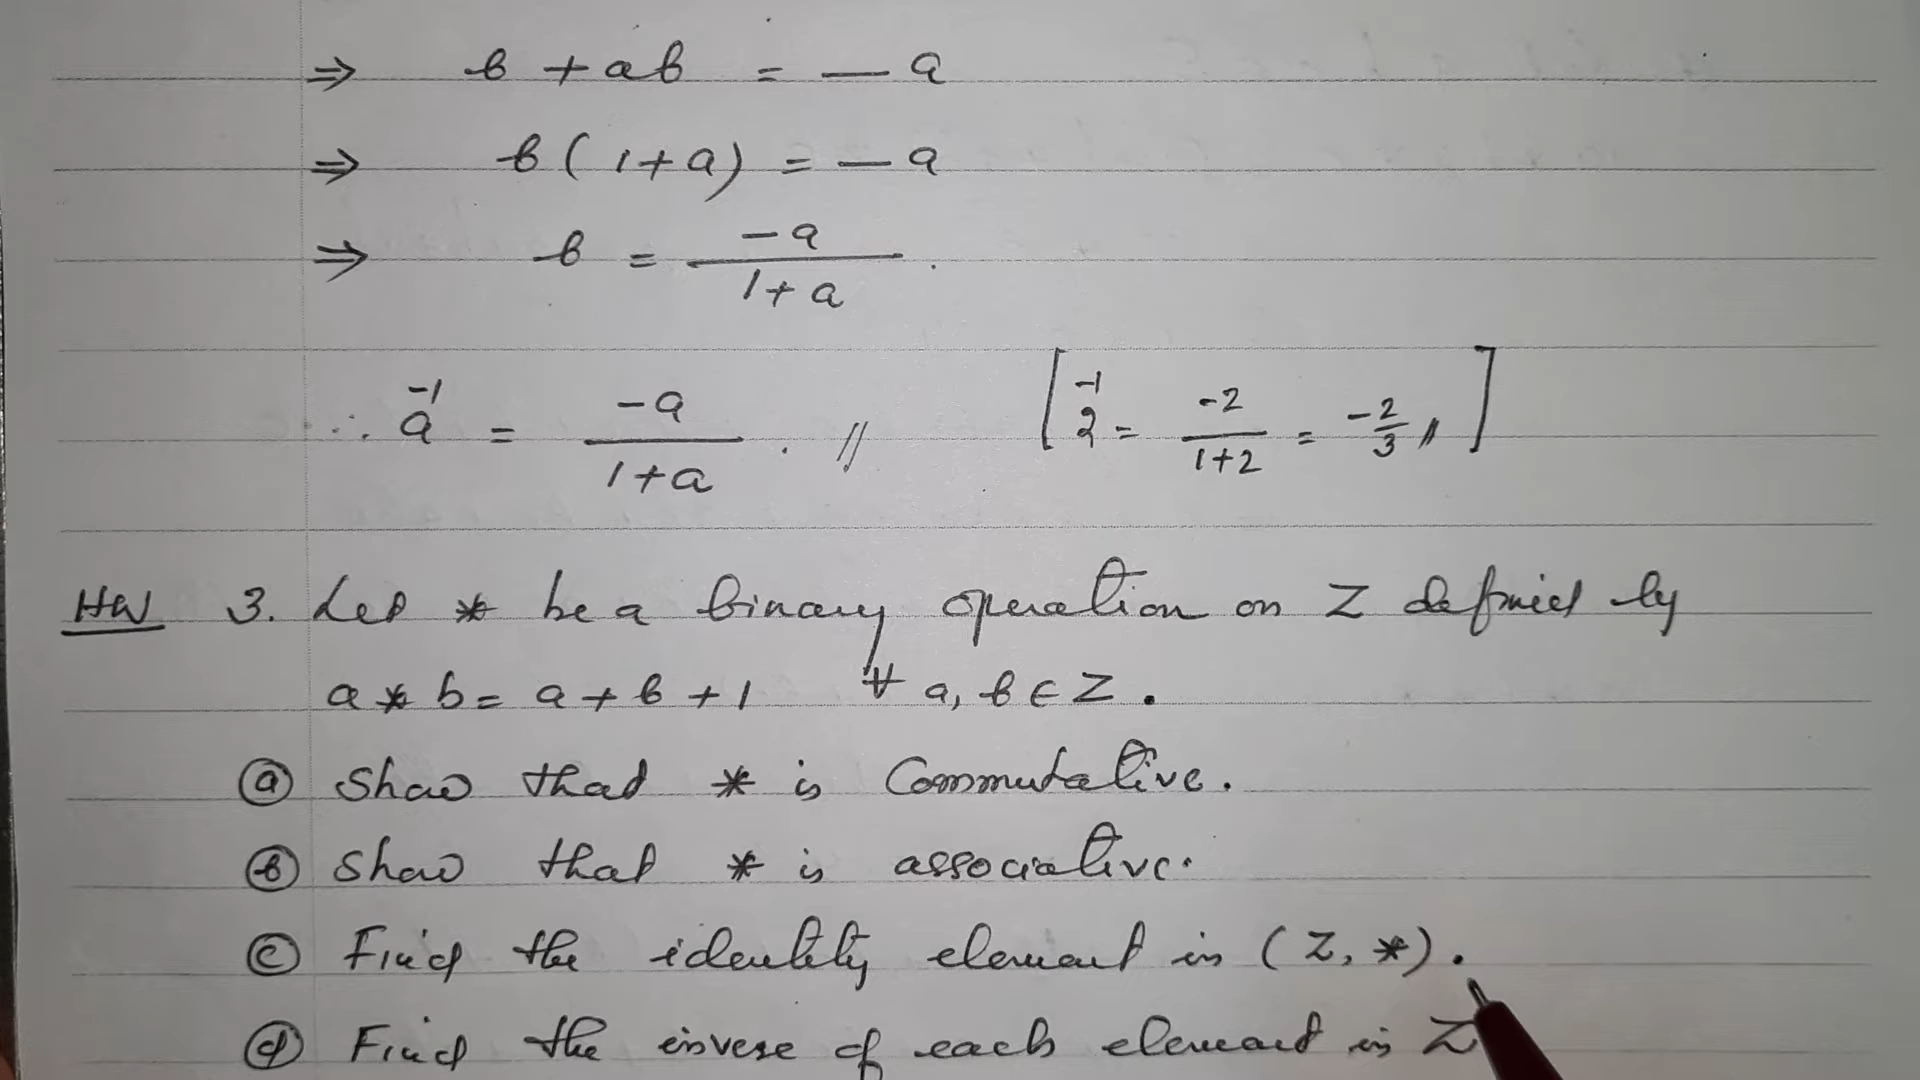 ⇒ b + ab = - a
⇒ b ( 1 + a ) = - a
⇒ b = -a / 1 + a .
∴ a⁻¹ = -a / 1 + a . // [ 2⁻¹ = -2 / 1+2 = -2/3 // ]
HW 3. Let * be a binary operation on Z defined by
a * b = a + b + 1 ∀ a, b ∈ Z .
ⓐ Show that * is Commutative.
ⓑ Show that * is associative.
ⓒ Find the identity element in ( Z, * ) .
ⓓ Find the inverse of each element in Z